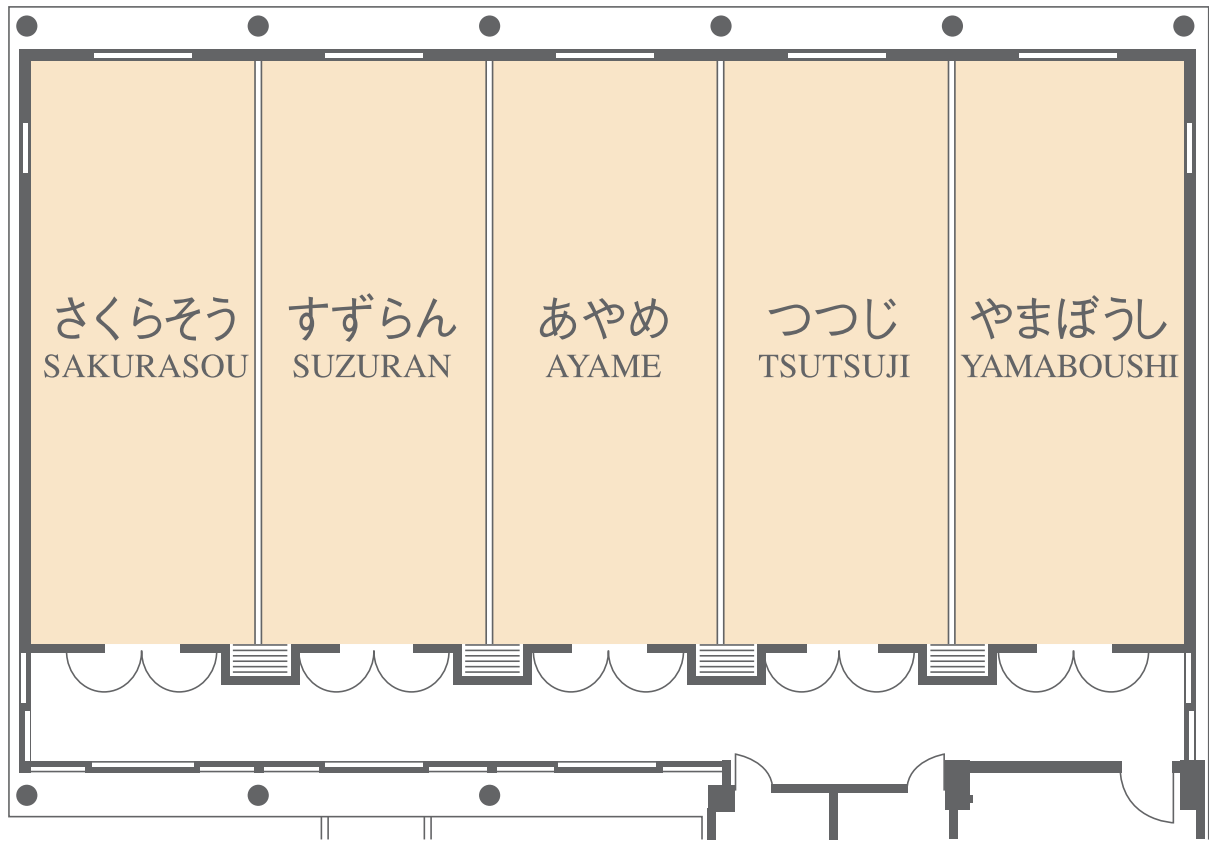 さくらそう
SAKURASOU
すずらん
SUZURAN
あやめ
AYAME
つつじ
TSUTSUJI
やまぼうし
YAMABOUSHI